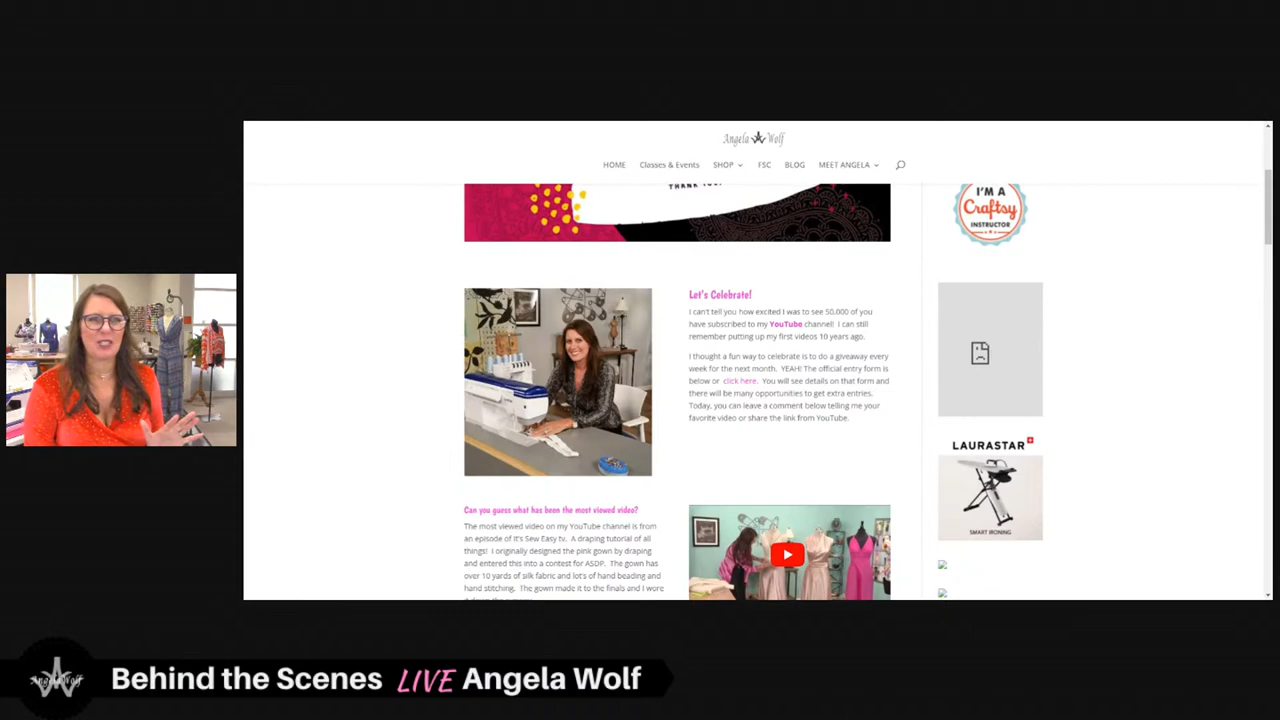 Angela Wolf
HOME Classes & Events SHOP FSC BLOG MEET ANGELA
THANK YOU!
I'M A
Craftsy
INSTRUCTOR
Let's Celebrate!
I can't tell you how excited I was to see 50,000 of you
have subscribed to my YouTube channel! I can still
remember putting up my first videos 10 years ago.
I thought a fun way to celebrate is to do a giveaway every
week for the next month. YEAH! The official entry form is
below or click here. You will see details on that form and
there will be many opportunities to get extra entries.
Today, you can leave a comment below telling me your
favorite video or share the link from YouTube.
LAURASTAR
SMART IRONING
Can you guess what has been the most viewed video?
The most viewed video on my YouTube channel is from
an episode of It's Sew Easy tv. A draping tutorial of all
things! I originally designed the pink gown by draping
and entered this into a contest for ASDP. The gown has
over 10 yards of silk fabric and lot's of hand beading and
hand stitching. The gown made it to the finals and I wore
Angela Wolf
Behind the Scenes LIVE Angela Wolf